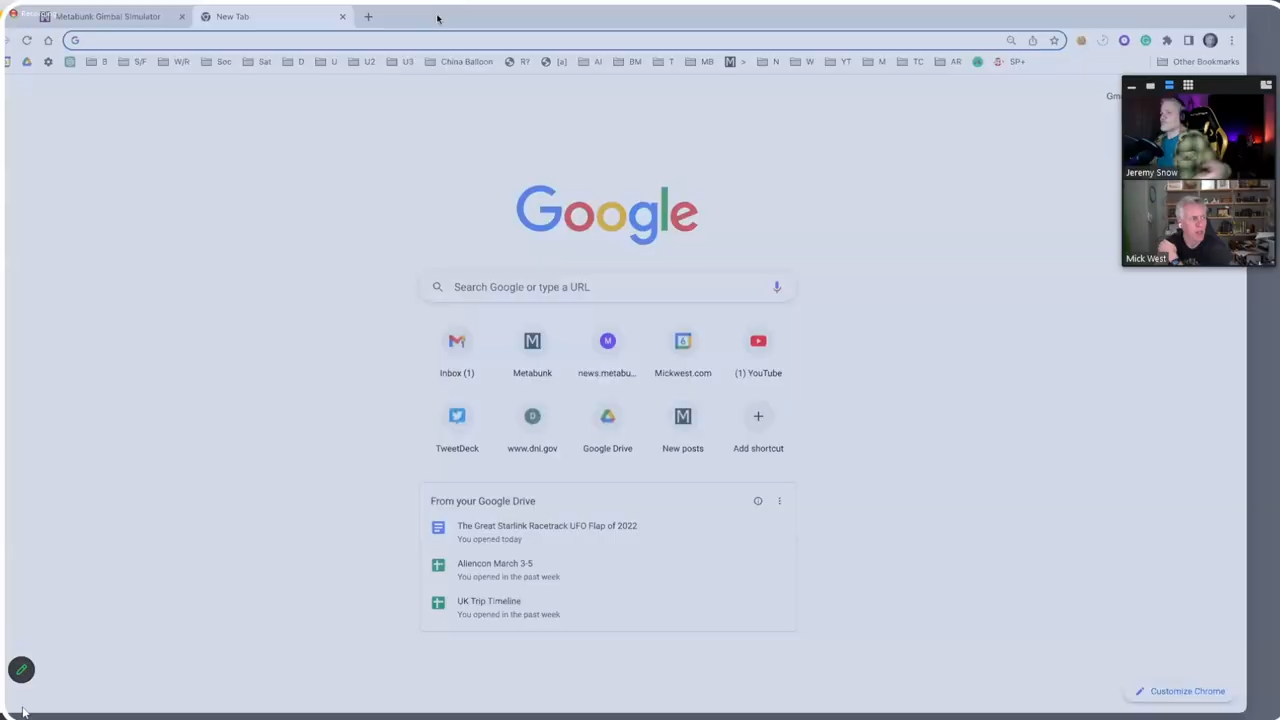 Metabunk Gimbal Simulator
New Tab
B S/F W/R Soc Sat D U U2 U3 China Balloon R? [a] AI BM T MB > N W YT M TC AR SP+ Other Bookmarks
Gm
Jeremy Snow
Mick West
Google
Search Google or type a URL
Inbox (1) Metabunk news.metabu... Mickwest.com (1) YouTube
TweetDeck www.dni.gov Google Drive New posts Add shortcut
From your Google Drive
The Great Starlink Racetrack UFO Flap of 2022
You opened today
Aliencon March 3-5
You opened in the past week
UK Trip Timeline
You opened in the past week
Customize Chrome